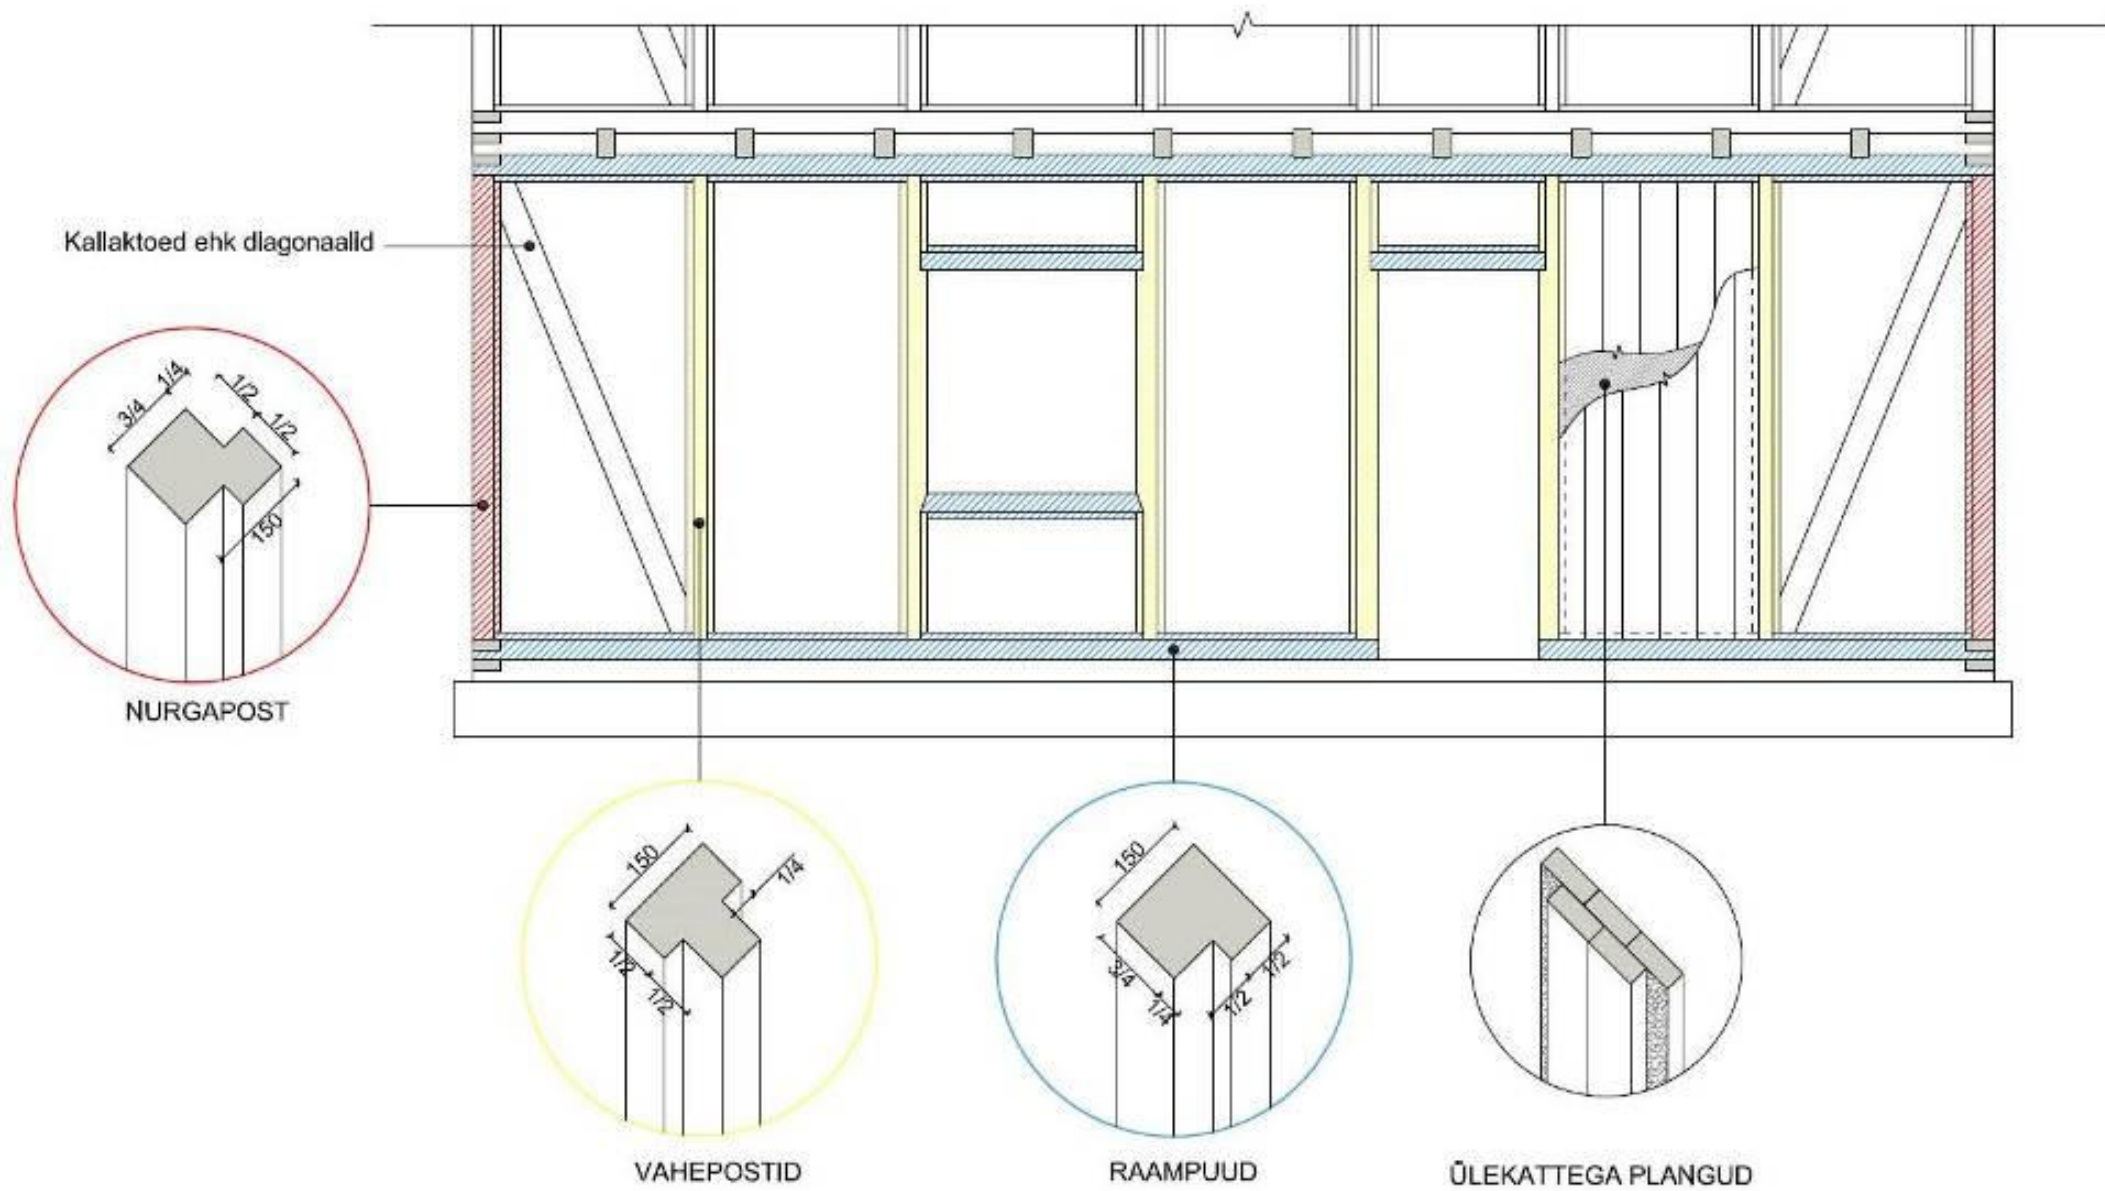 Kallaktoed ehk diagonaalid
3/4
1/4
1/2
1/2
150
NURGAPOST
150
1/4
1/2
1/2
VAHEPOSTID
150
3/4
1/4
1/2
1/2
RAAMPUUD
ÜLEKATTEGA PLANGUD